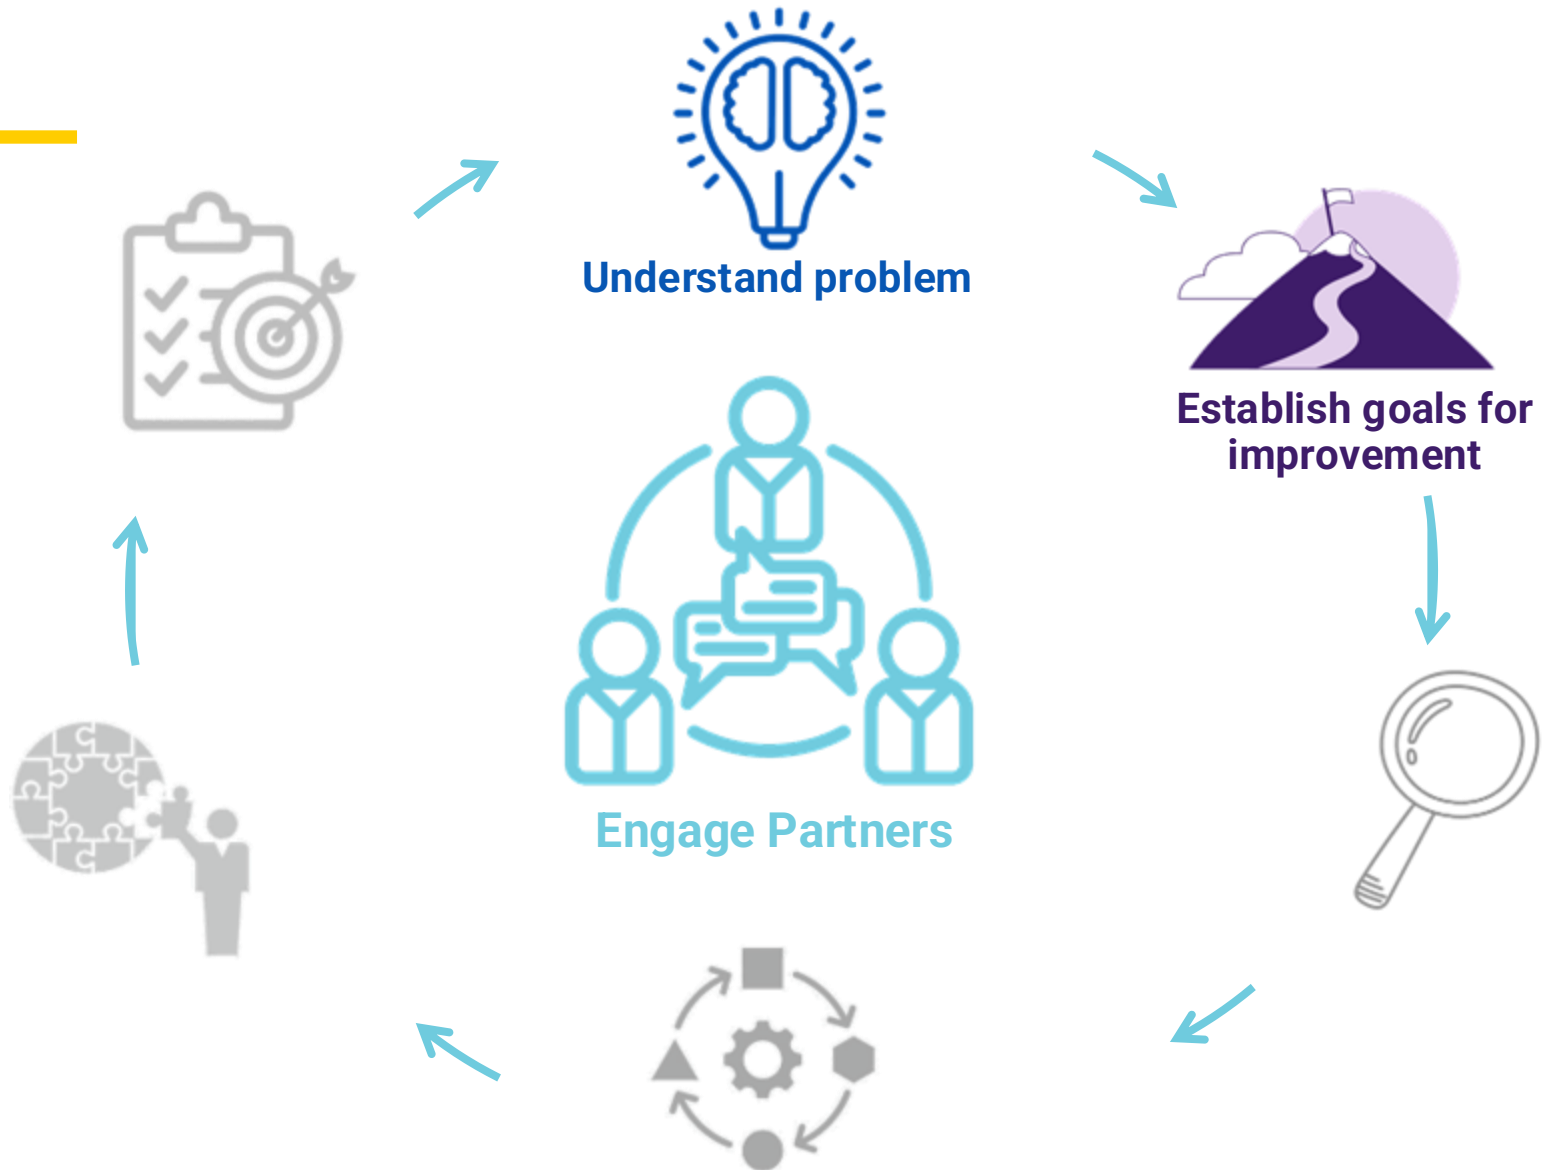 Understand problem
Establish goals for
improvement
Engage Partners